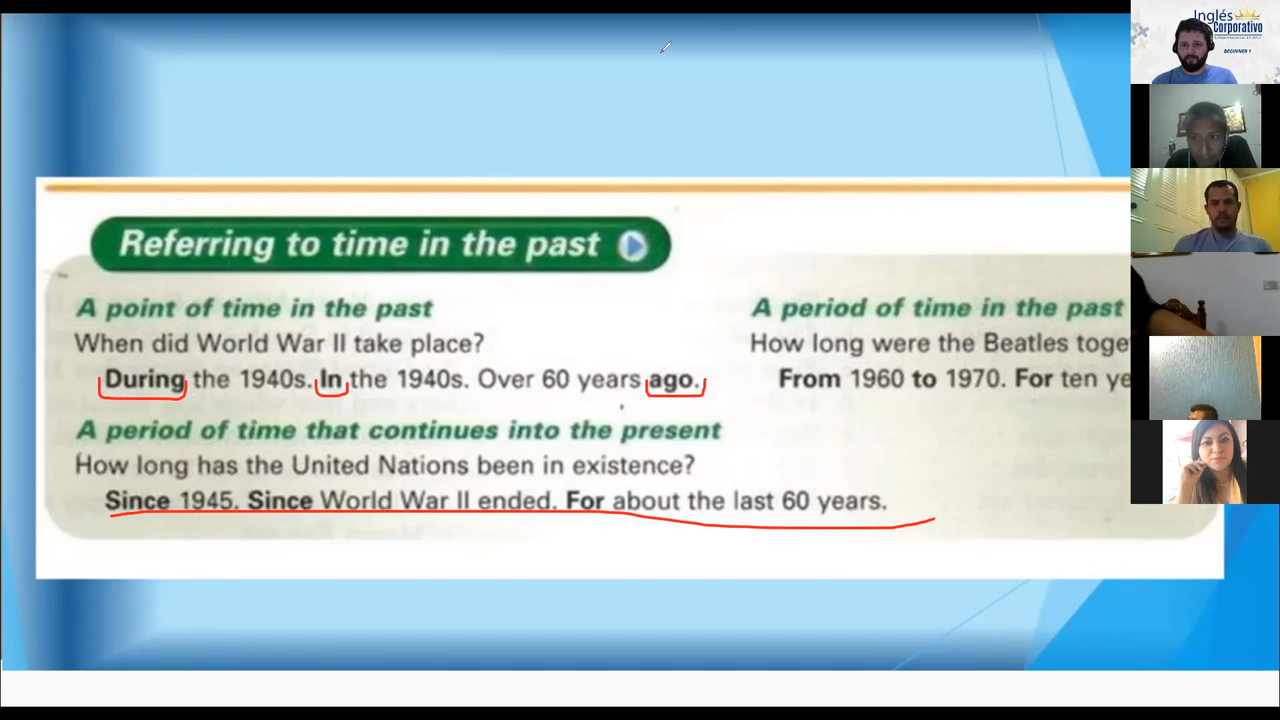 Referring to time in the past
A point of time in the past
When did World War II take place?
During the 1940s. In the 1940s. Over 60 years ago.
A period of time that continues into the present
How long has the United Nations been in existence?
Since 1945. Since World War II ended. For about the last 60 years.
A period of time in the past
How long were the Beatles toge
From 1960 to 1970. For ten ye
Inglés
Corporativo
BEGINNER 1